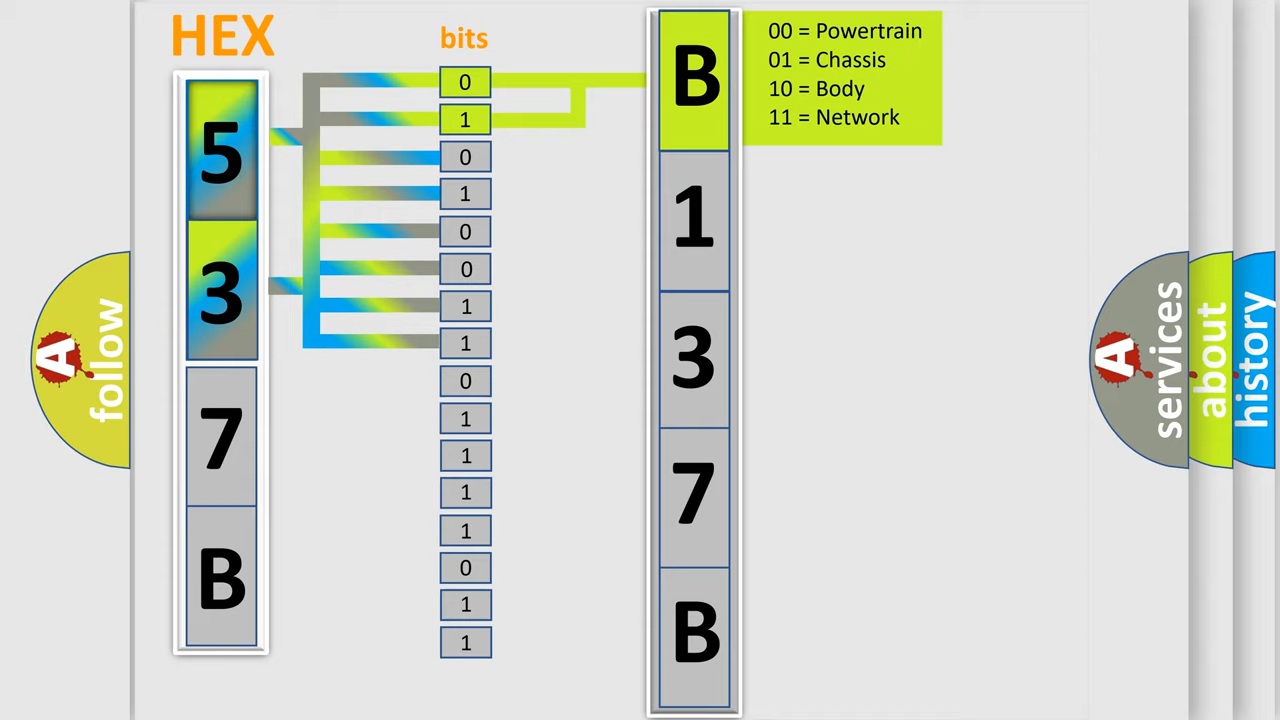 HEX
bits
5
3
7
B
0
1
0
1
0
0
1
1
0
1
1
1
1
0
1
1
B
1
3
7
B
00 = Powertrain
01 = Chassis
10 = Body
11 = Network
A
follow
A
services
about
history